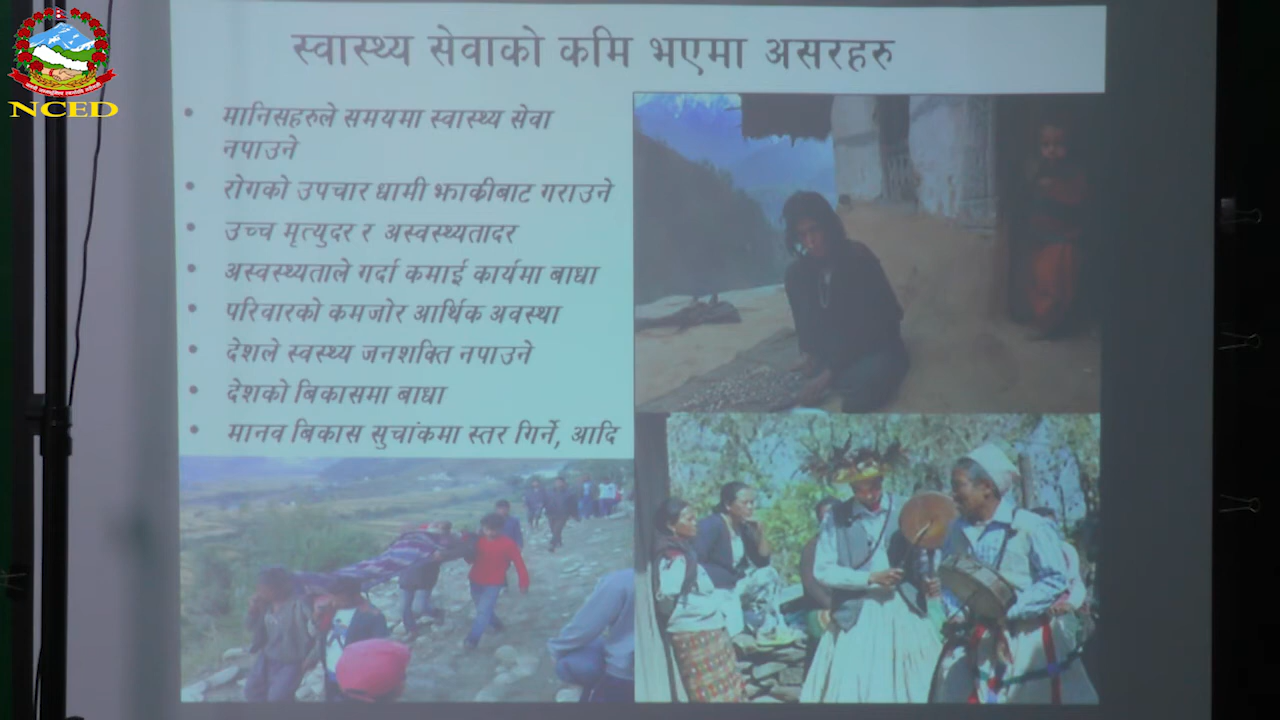 NCED
स्वास्थ्य सेवाको कमि भएमा असरहरु
• मानिसहरुले समयमा स्वास्थ्य सेवा
नपाउने
• रोगको उपचार धामी झाक्रीबाट गराउने
• उच्च मृत्युदर र अस्वस्थ्यतादर
• अस्वस्थ्यताले गर्दा कमाई कार्यमा बाधा
• परिवारको कमजोर आर्थिक अवस्था
• देशले स्वस्थ्य जनशक्ति नपाउने
• देशको बिकासमा बाधा
• मानव बिकास सुचांकमा स्तर गिर्ने, आदि